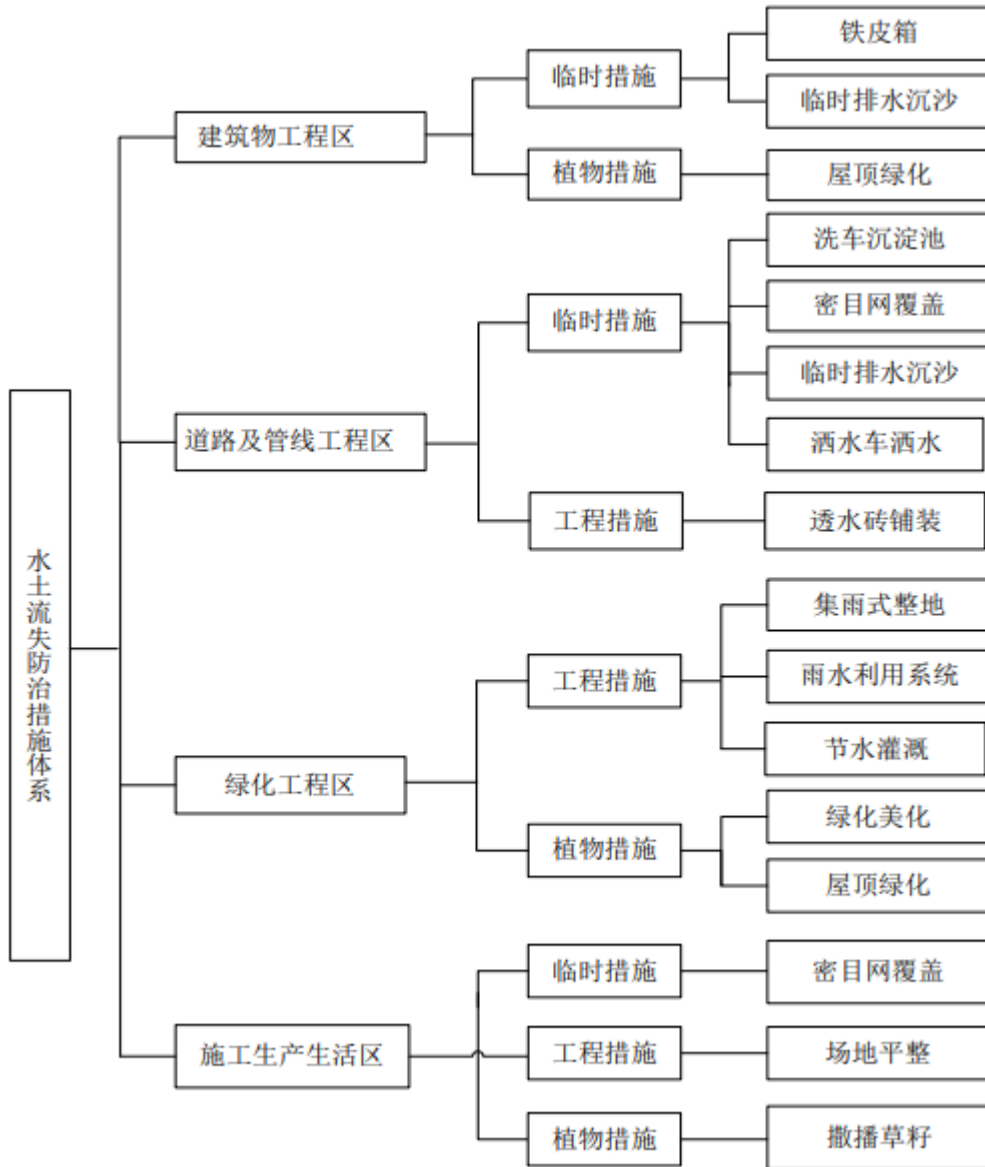 水土流失防治措施体系
建筑物工程区
临时措施
铁皮箱
临时排水沉沙
植物措施
屋顶绿化
道路及管线工程区
临时措施
洗车沉淀池
密目网覆盖
临时排水沉沙
洒水车洒水
工程措施
透水砖铺装
绿化工程区
工程措施
集雨式整地
雨水利用系统
节水灌溉
植物措施
绿化美化
屋顶绿化
施工生产生活区
临时措施
密目网覆盖
工程措施
场地平整
植物措施
撒播草籽